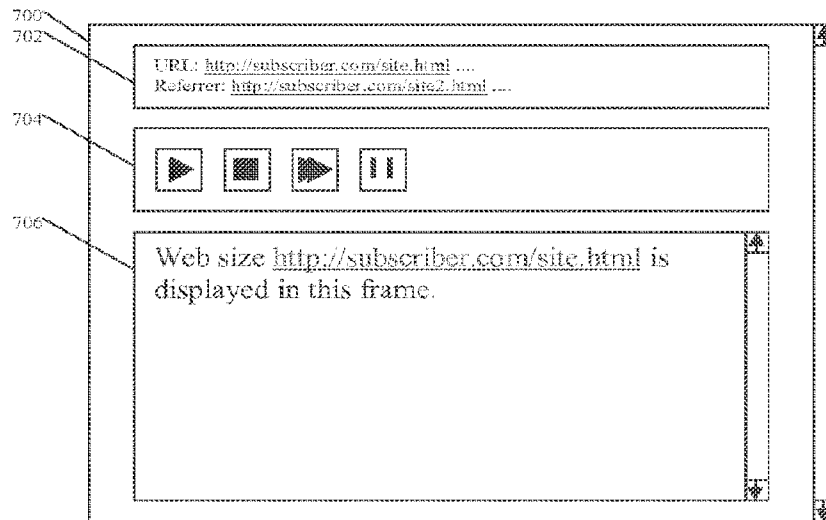 700
702
URL: http://subscriber.com/site.html ....
Referrer: http://subscriber.com/site2.html ....
704
706
Web size http://subscriber.com/site.html is
displayed in this frame.